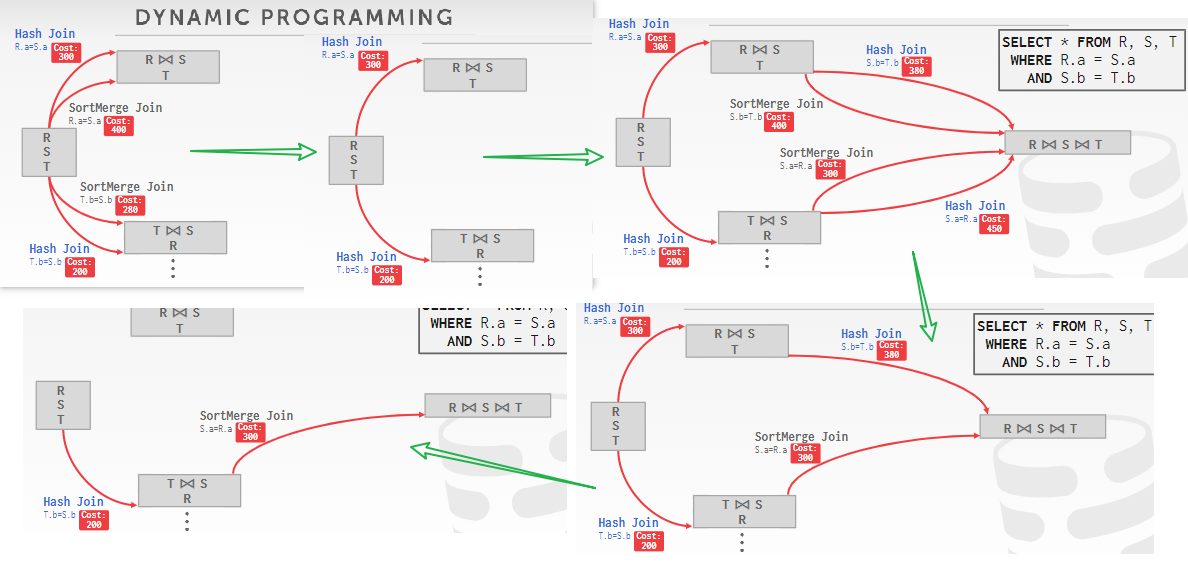 DYNAMIC PROGRAMMING
Hash Join
R.a=S.a
Cost:
300
R ⋈ S
T
SortMerge Join
R.a=S.a
Cost:
400
R
S
T
SortMerge Join
T.b=S.b
Cost:
280
T ⋈ S
R
Hash Join
T.b=S.b
Cost:
200
Hash Join
R.a=S.a
Cost:
300
R ⋈ S
T
R
S
T
T ⋈ S
R
Hash Join
T.b=S.b
Cost:
200
Hash Join
R.a=S.a
Cost:
300
R ⋈ S
T
Hash Join
S.b=T.b
Cost:
380
SELECT * FROM R, S, T
WHERE R.a = S.a
AND S.b = T.b
SortMerge Join
S.b=T.b
Cost:
400
R
S
T
R ⋈ S ⋈ T
SortMerge Join
S.a=R.a
Cost:
300
T ⋈ S
R
Hash Join
S.a=R.a
Cost:
450
Hash Join
T.b=S.b
Cost:
200
Hash Join
R.a=S.a
Cost:
300
R ⋈ S
T
Hash Join
S.b=T.b
Cost:
380
SELECT * FROM R, S, T
WHERE R.a = S.a
AND S.b = T.b
R
S
T
R ⋈ S ⋈ T
SortMerge Join
S.a=R.a
Cost:
300
T ⋈ S
R
Hash Join
T.b=S.b
Cost:
200
R ⋈ S
T
SELECT * FROM R, S
WHERE R.a = S.a
AND S.b = T.b
R
S
T
SortMerge Join
S.a=R.a
Cost:
300
R ⋈ S ⋈ T
T ⋈ S
R
Hash Join
T.b=S.b
Cost:
200